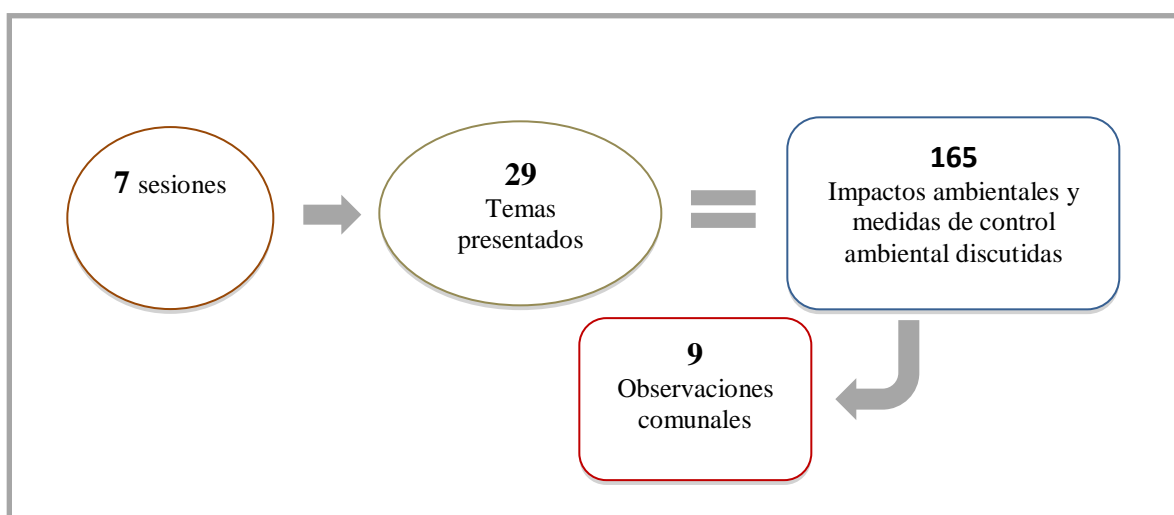 7 sesiones
29
Temas
presentados
165
Impactos ambientales y
medidas de control
ambiental discutidas
9
Observaciones
comunales